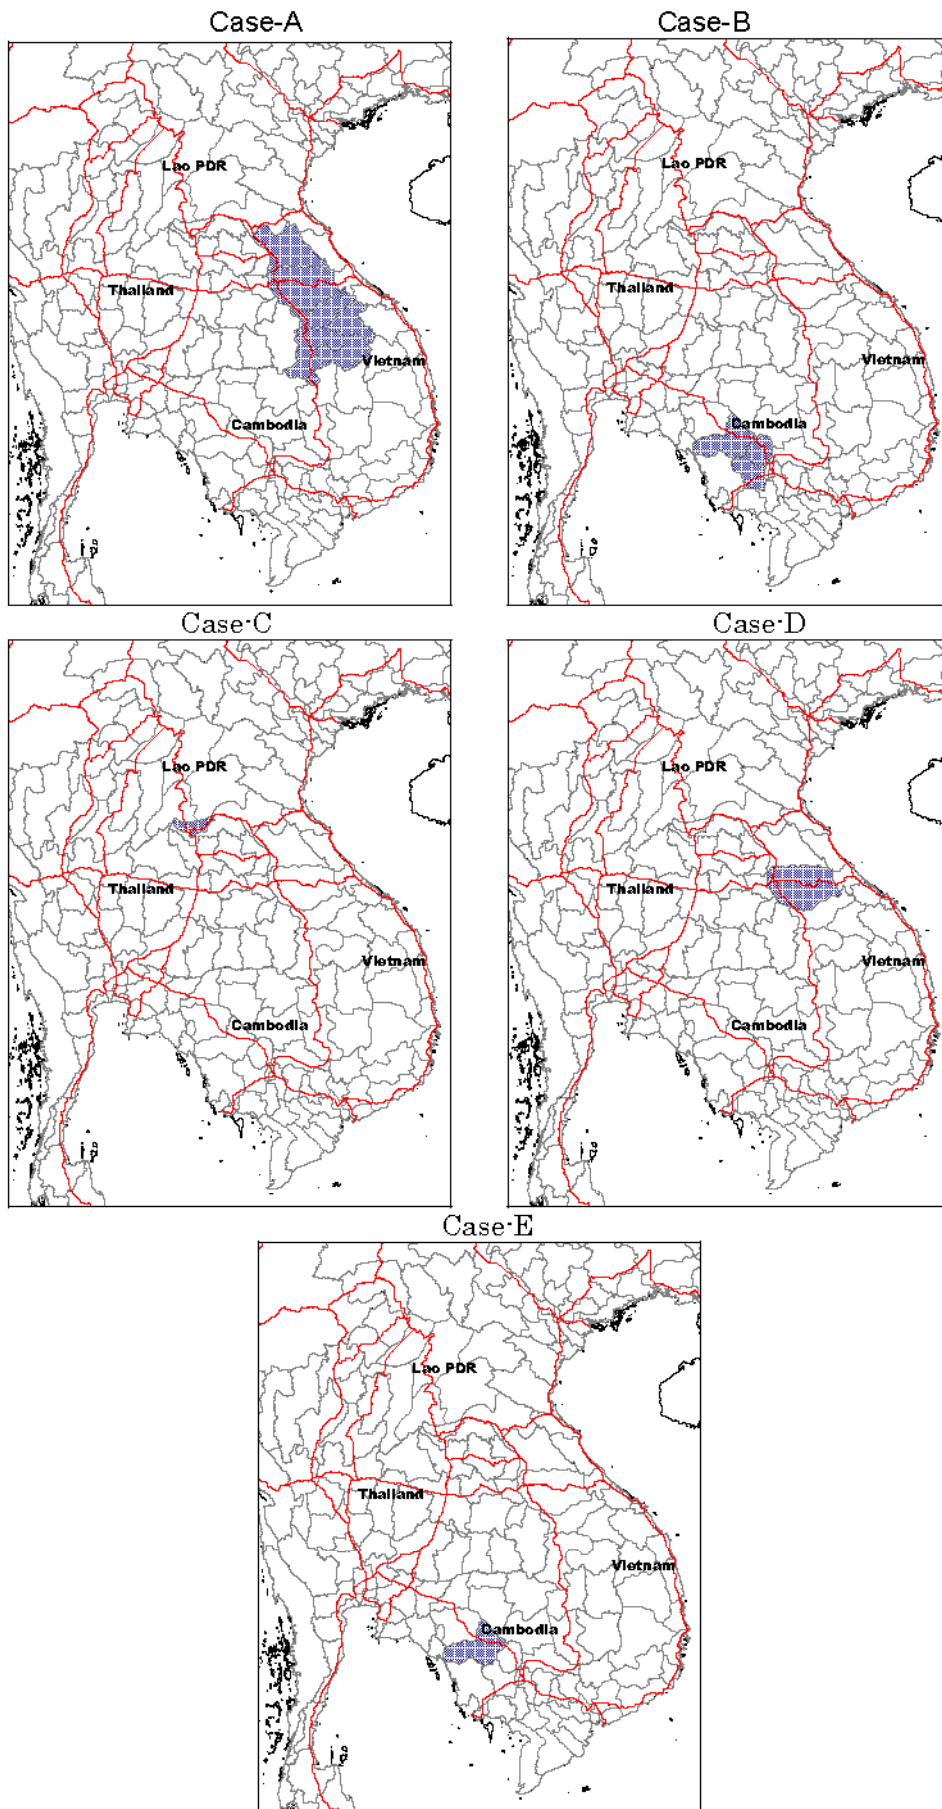 Case-A
Case-B
Lao PDR
Thailand
Vietnam
Cambodia
Lao PDR
Thailand
Vietnam
Cambodia
Case-C
Case-D
Lao PDR
Thailand
Vietnam
Cambodia
Lao PDR
Thailand
Vietnam
Cambodia
Case-E
Lao PDR
Thailand
Vietnam
Cambodia